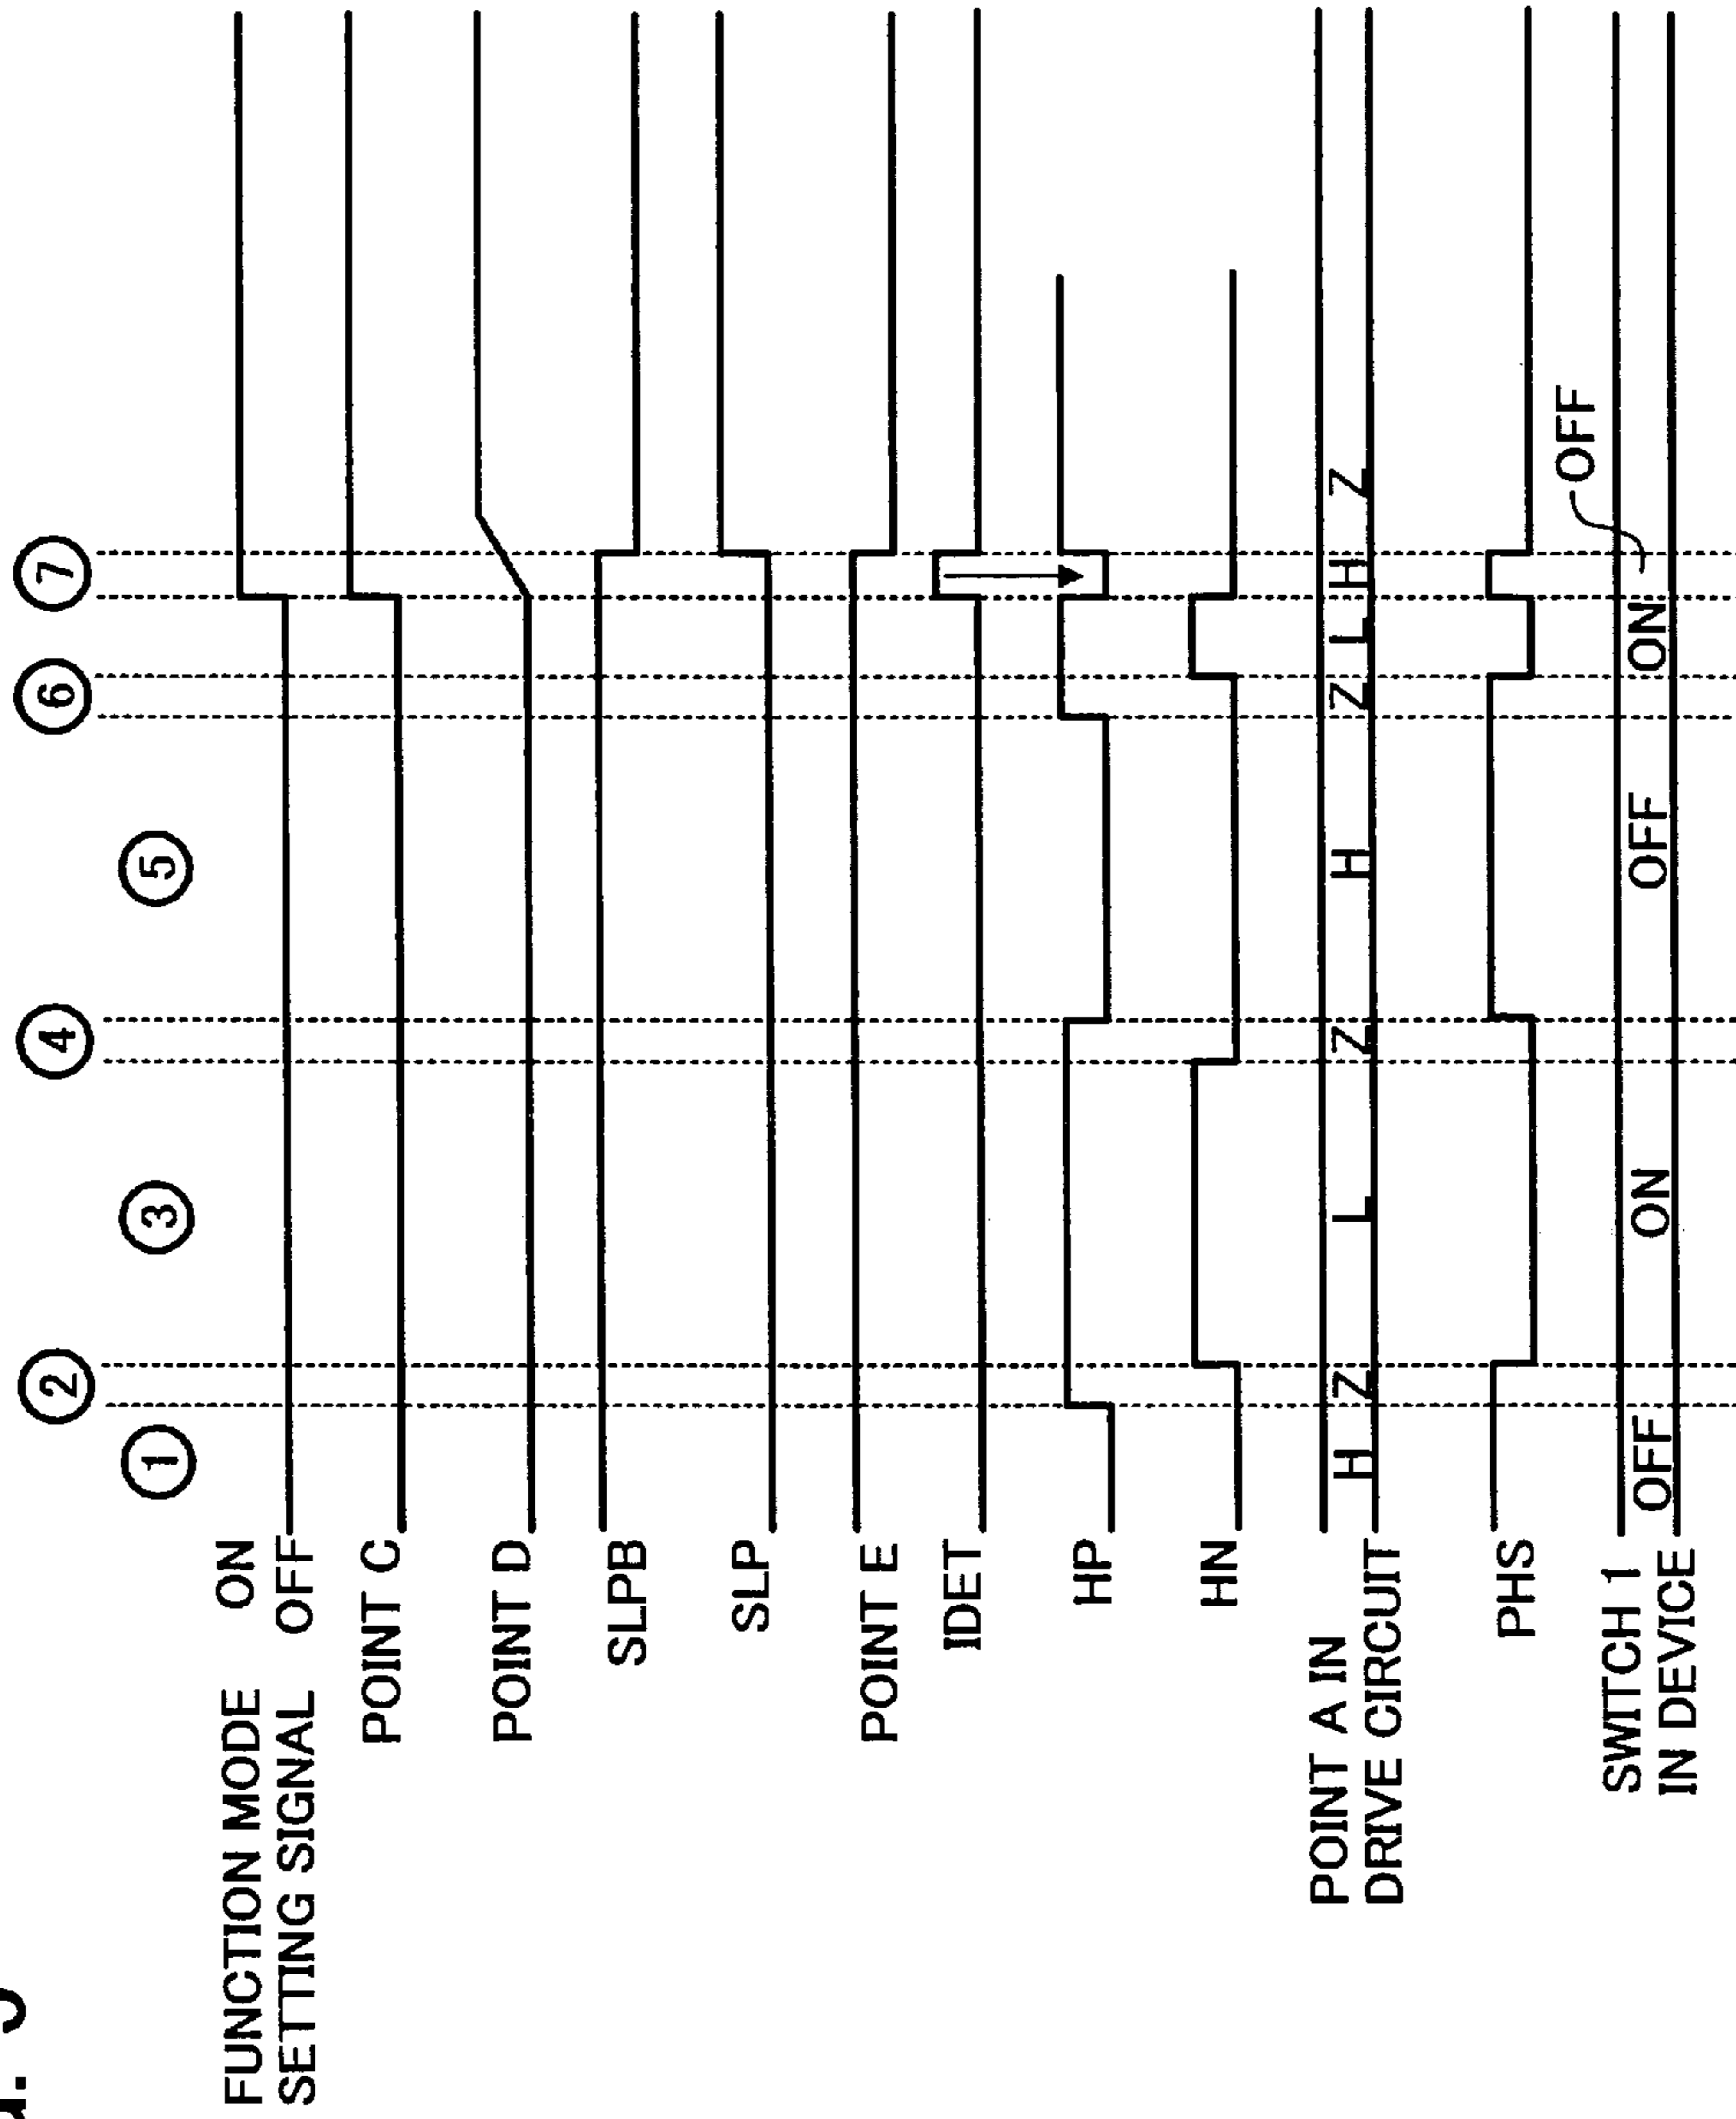 ② ④ ⑥ ⑦
① ③ ⑤
FUNCTION MODE ON
SETTING SIGNAL OFF
POINT C
POINT D
SLPB
SLP
POINT E
IDET
HP
HN
POINT A IN
DRIVE CIRCUIT
H Z L Z H Z L H Z
PHS
OFF
SWITCH 1
IN DEVICE
OFF ON OFF ON